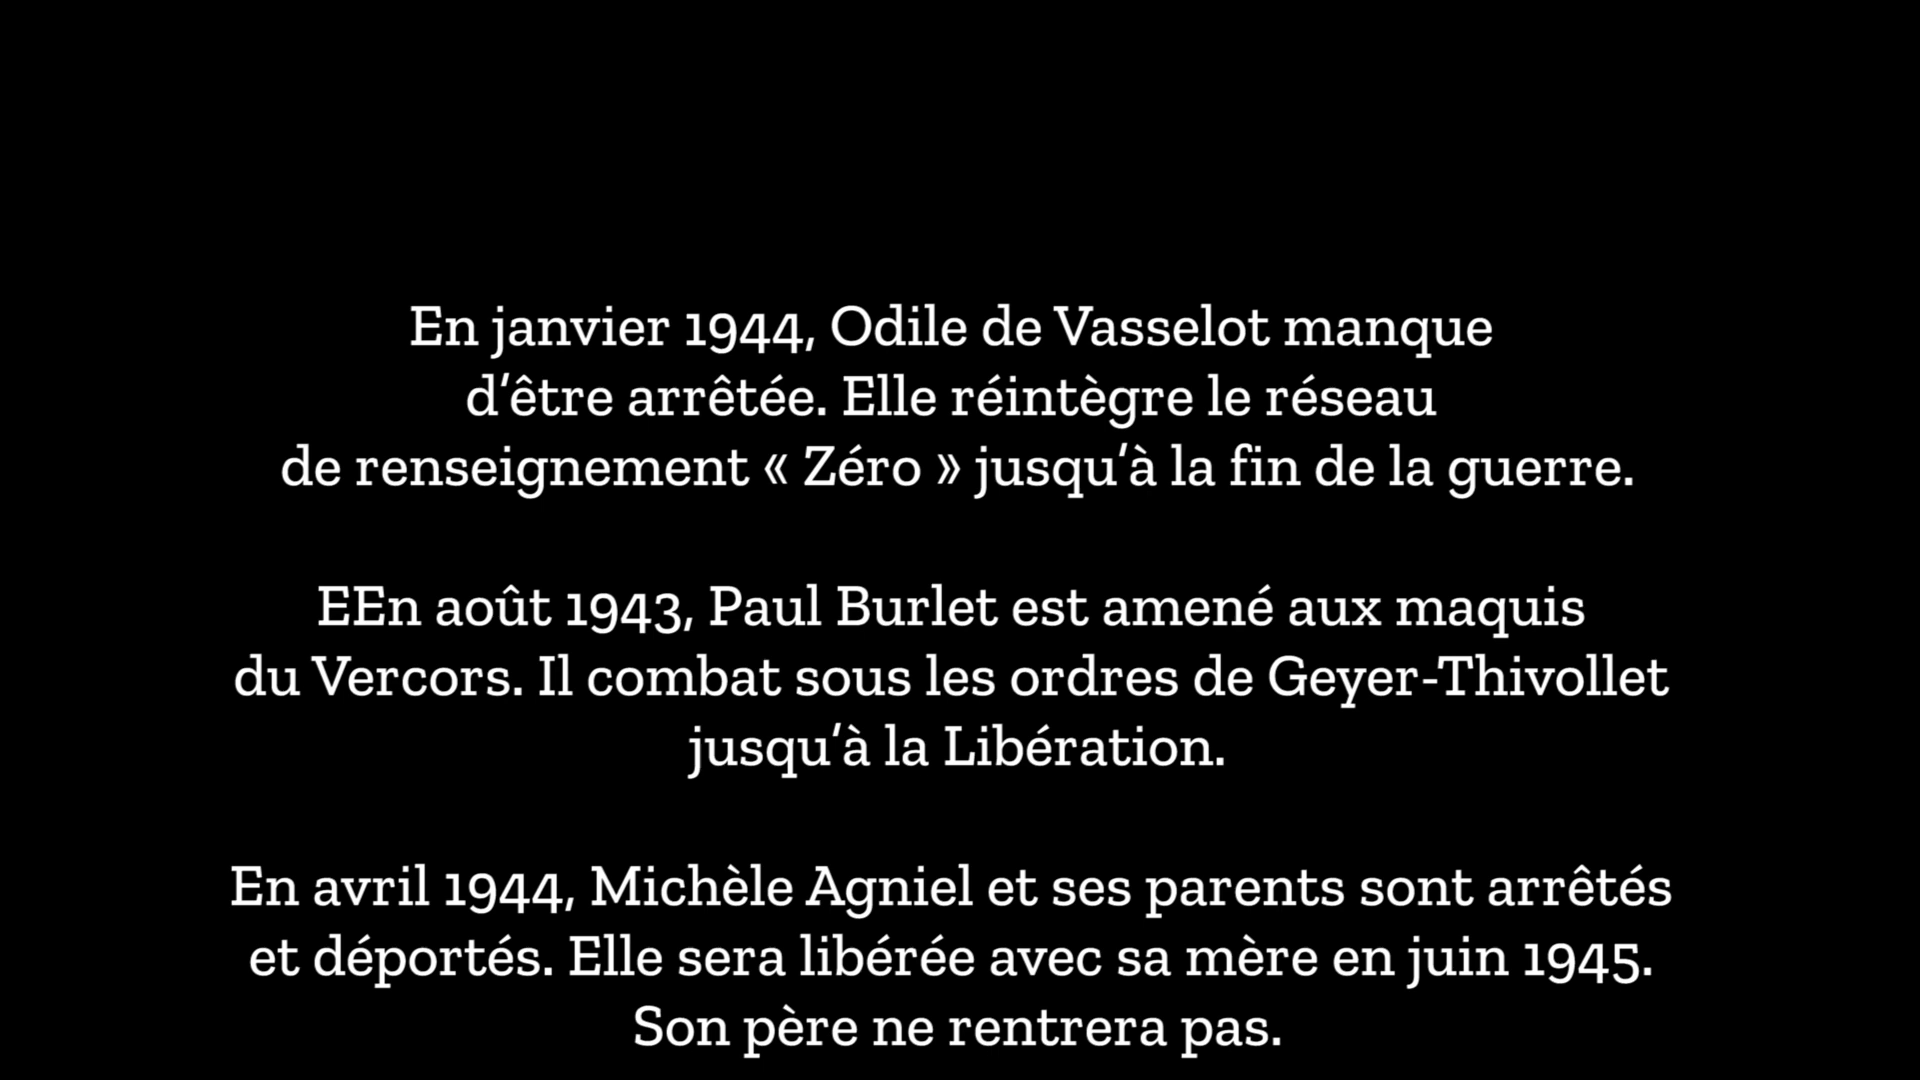 En janvier 1944, Odile de Vasselot manque
d’être arrêtée. Elle réintègre le réseau
de renseignement « Zéro » jusqu’à la fin de la guerre.
EEn août 1943, Paul Burlet est amené aux maquis
du Vercors. Il combat sous les ordres de Geyer-Thivollet
jusqu’à la Libération.
En avril 1944, Michèle Agniel et ses parents sont arrêtés
et déportés. Elle sera libérée avec sa mère en juin 1945.
Son père ne rentrera pas.